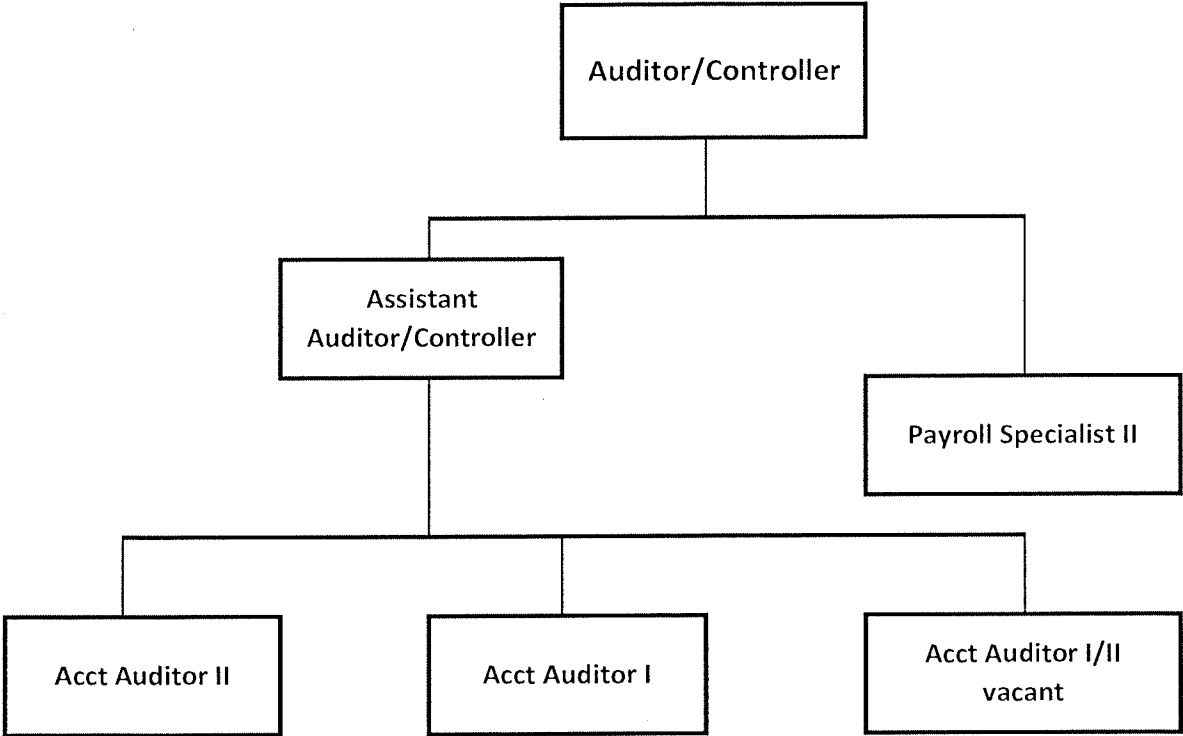 Auditor/Controller
Assistant
Auditor/Controller
Payroll Specialist II
Acct Auditor II
Acct Auditor I
Acct Auditor I/II
vacant